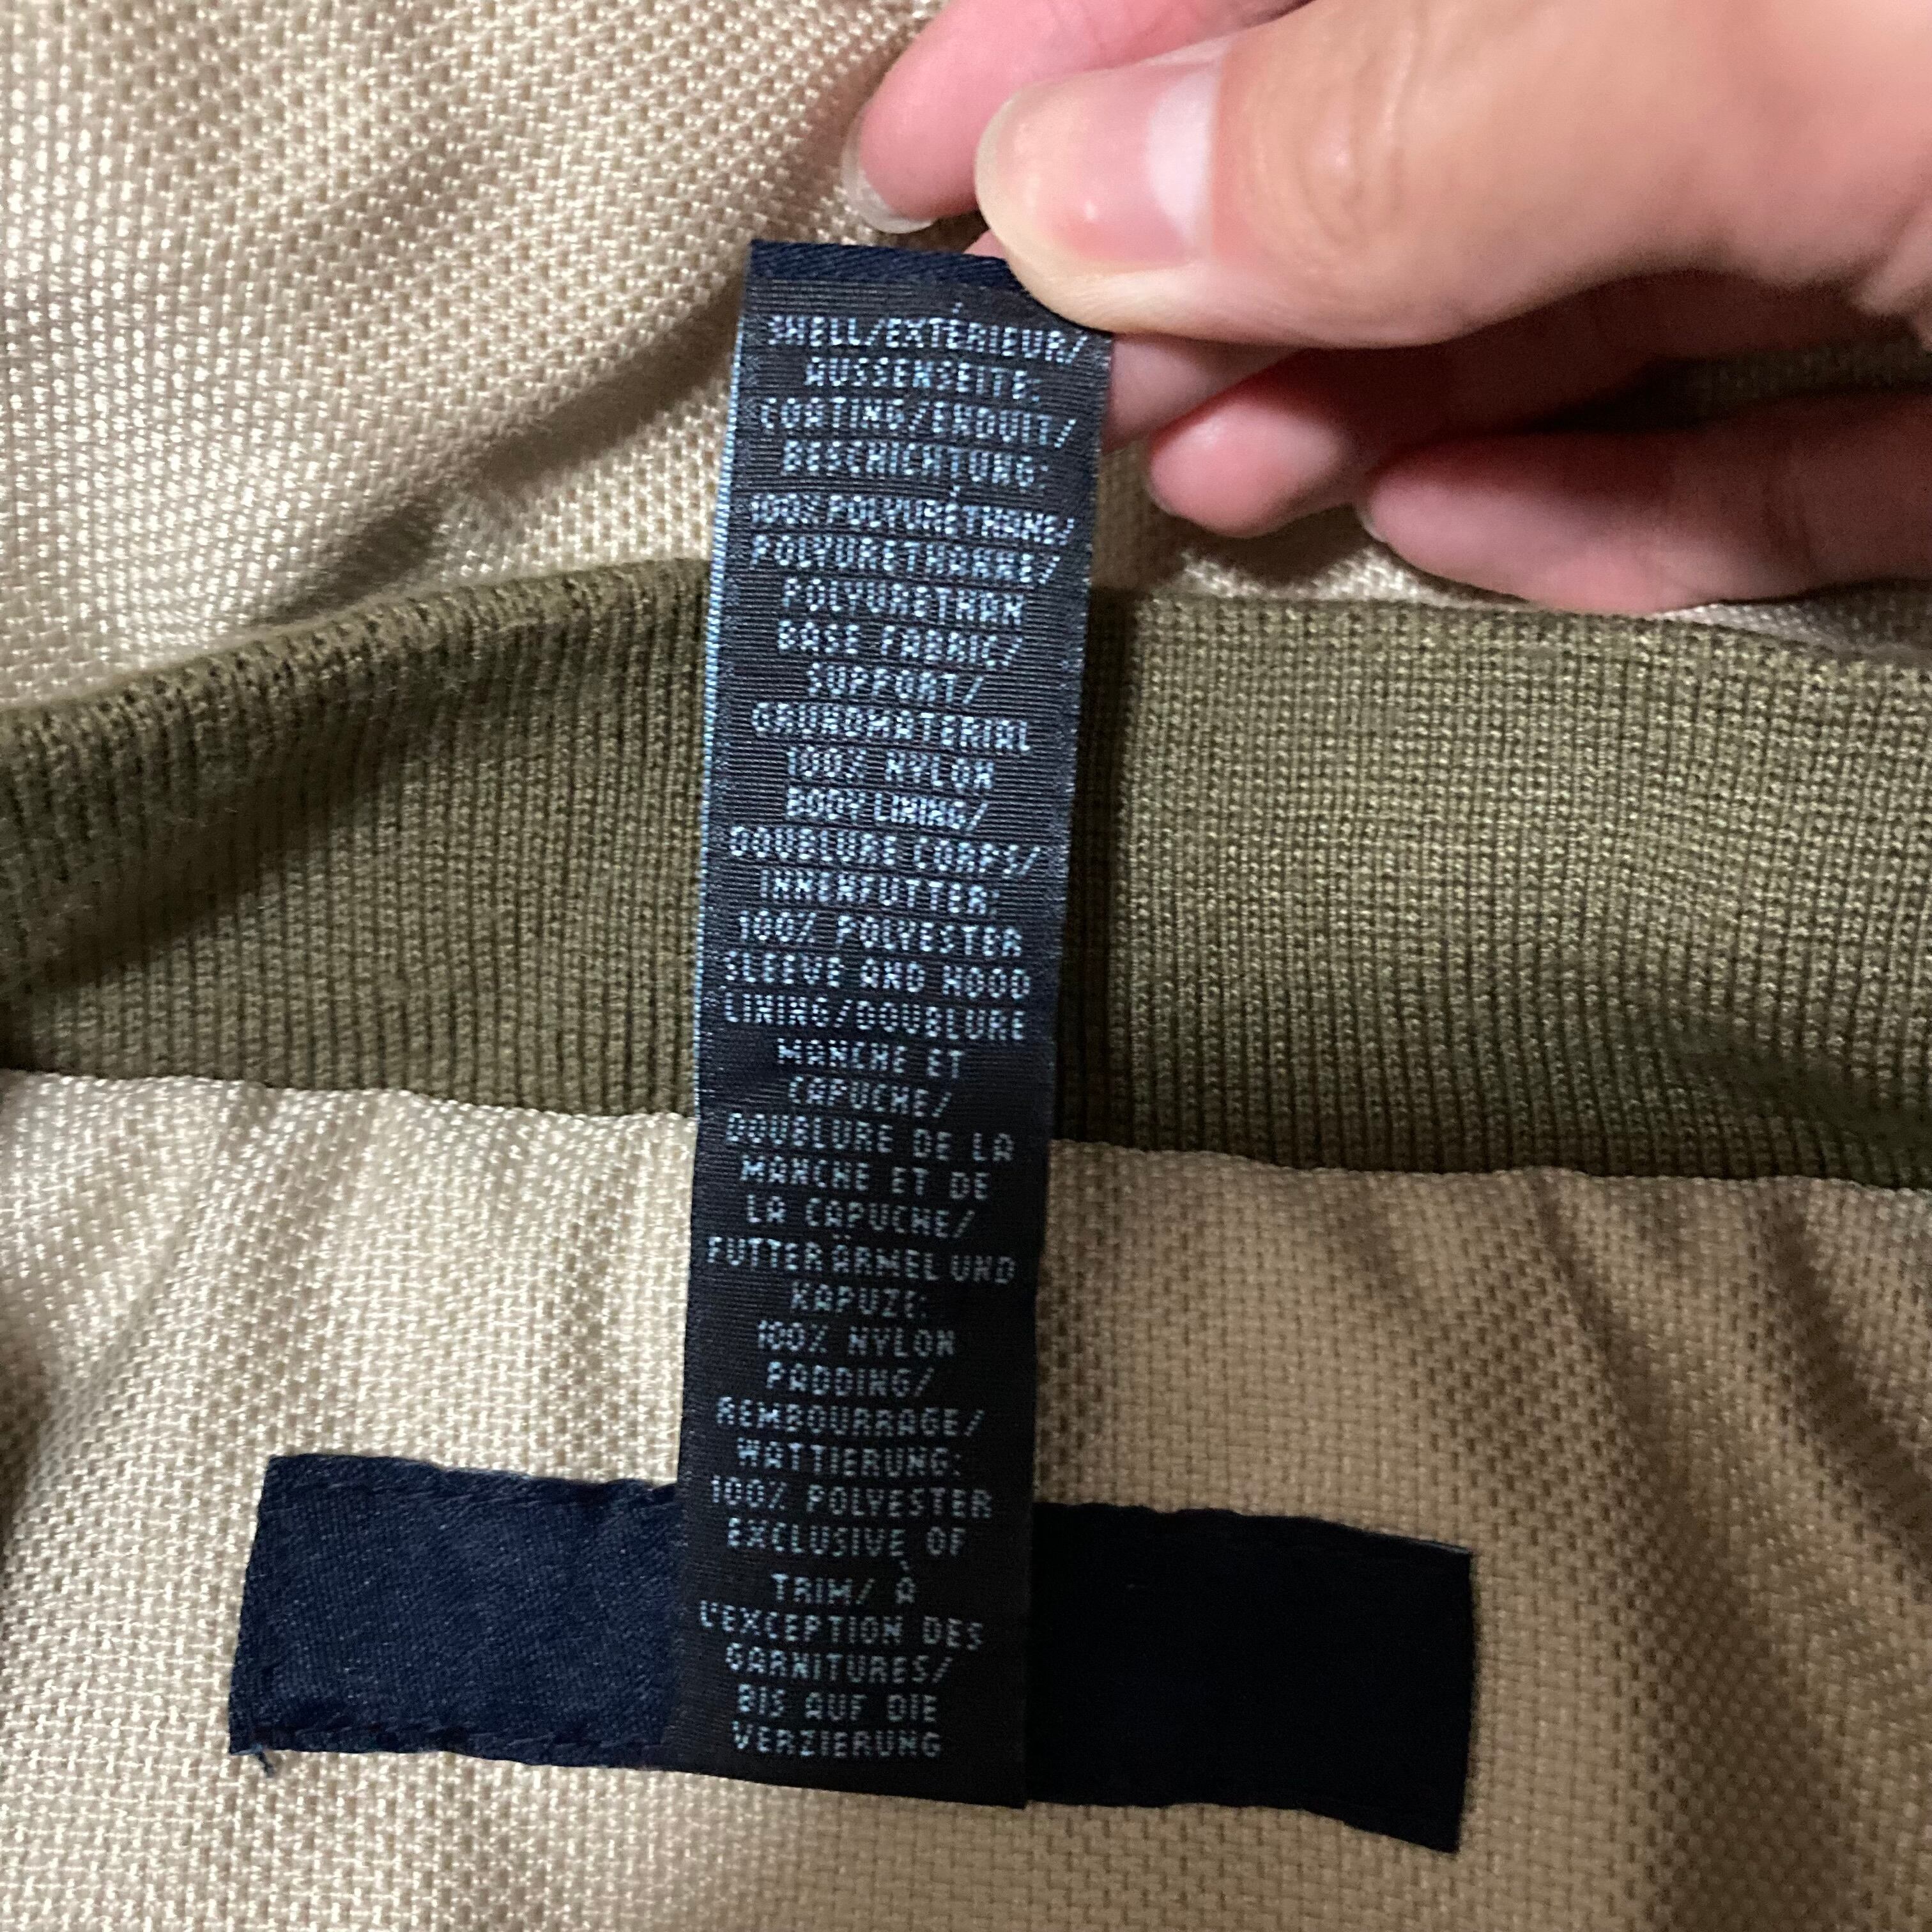 SHELL/EXTÉRIEUR/
AUSSENSEITE:
COATING/ENDUIT/
BESCHICHTUNG:
100% POLYURÉTHANE/
POLYURETHANNE/
POLYURETHAN
BASE FABRIC/
SUPPORT/
GRUNDMATERIAL
100% NYLON
BODY LINING/
DOUBLURE CORPS/
INNENFUTTER:
100% POLYESTER
SLEEVE AND HOOD
LINING/DOUBLURE
MANCHE ET
CAPUCHE/
DOUBLURE DE LA
MANCHE ET DE
LA CAPUCHE/
FUTTER ÄRMEL UND
KAPUZE:
100% NYLON
PADDING/
REMBOURRAGE/
WATTIERUNG:
100% POLYESTER
EXCLUSIVE OF
TRIM/ À
L'EXCEPTION DES
GARNITURES/
BIS AUF DIE
VERZIERUNG